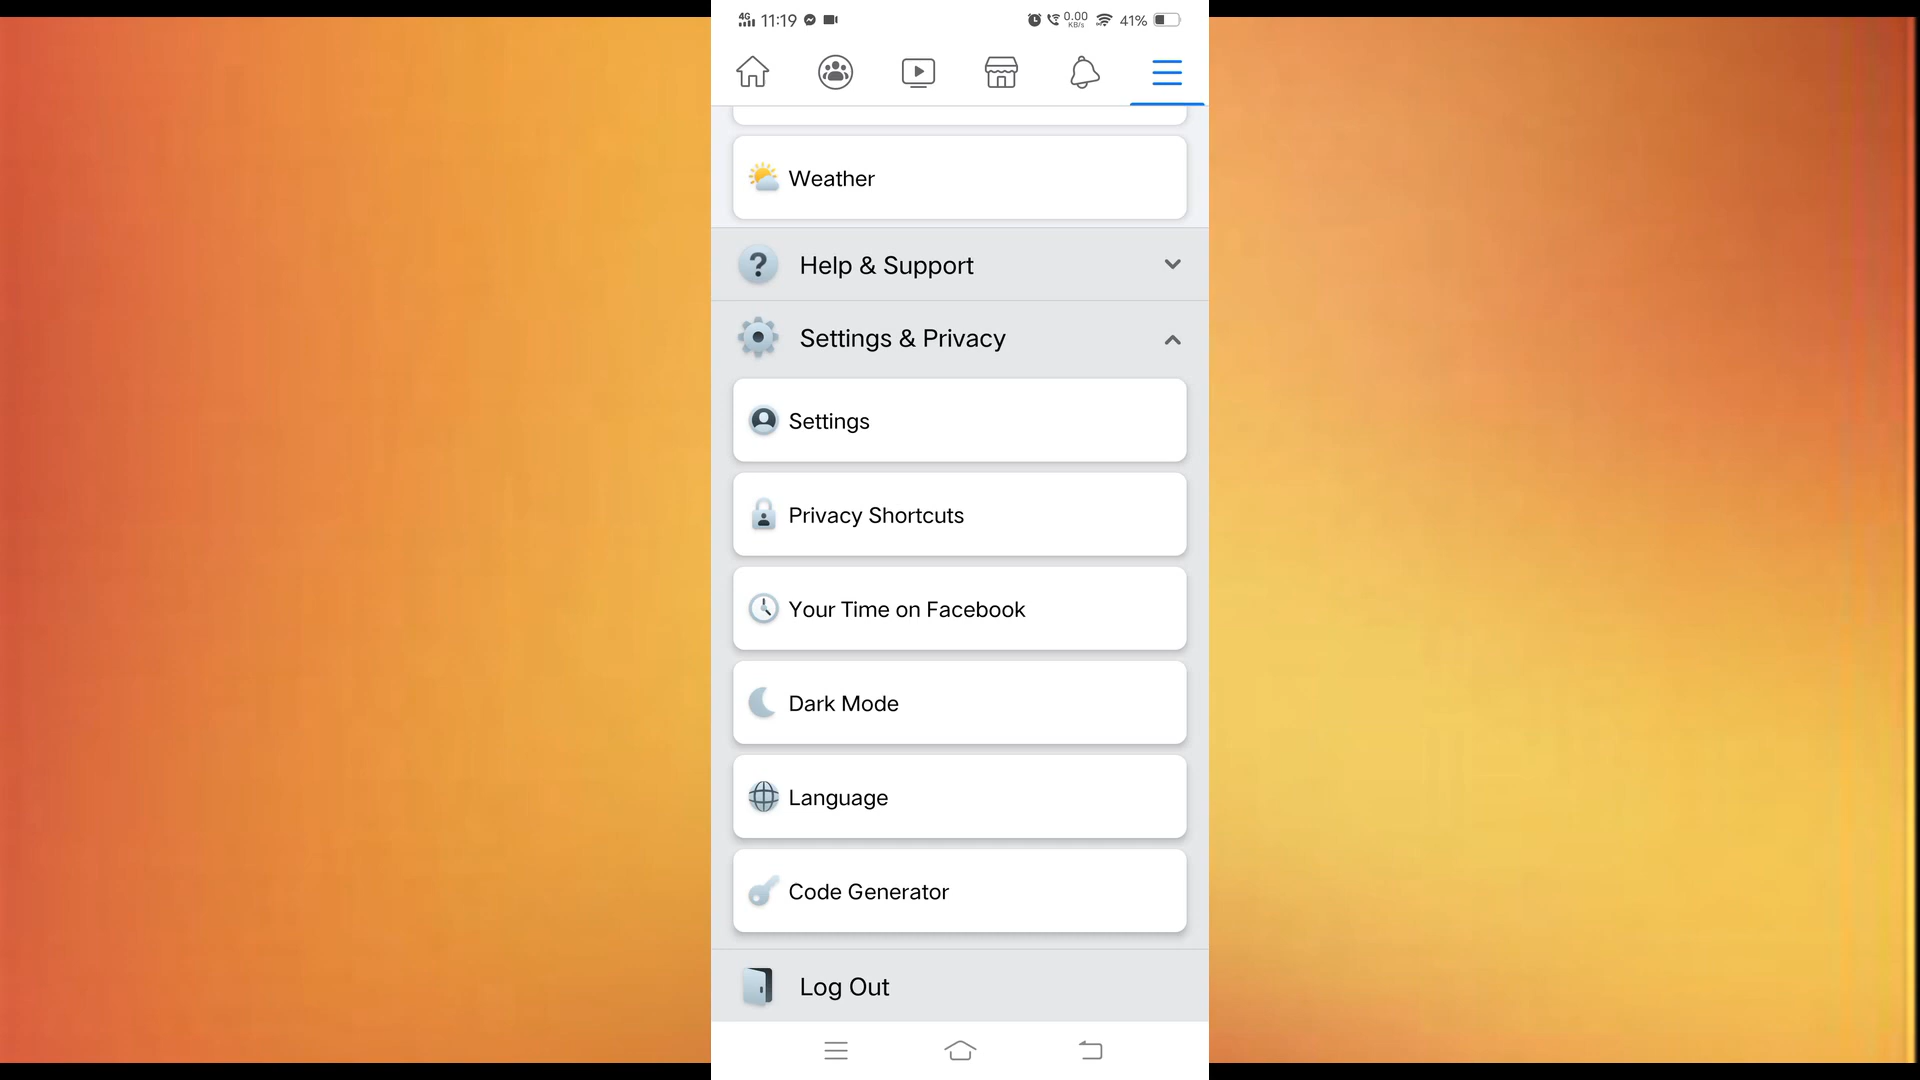 4G 11:19 0.00 KB/s 41%
Weather
Help & Support
Settings & Privacy
Settings
Privacy Shortcuts
Your Time on Facebook
Dark Mode
Language
Code Generator
Log Out